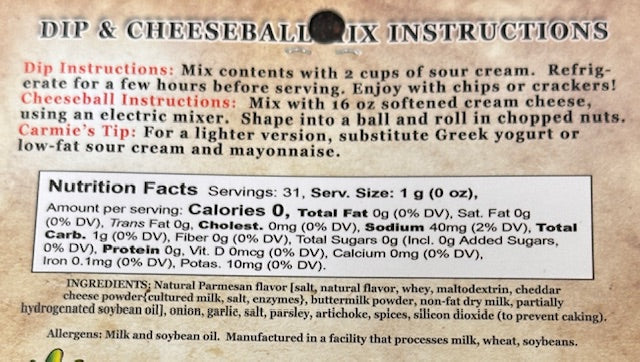 DIP & CHEESEBALL MIX INSTRUCTIONS
Dip Instructions: Mix contents with 2 cups of sour cream. Refrig-
erate for a few hours before serving. Enjoy with chips or crackers!
Cheeseball Instructions: Mix with 16 oz softened cream cheese,
using an electric mixer. Shape into a ball and roll in chopped nuts.
Carmie's Tip: For a lighter version, substitute Greek yogurt or
low-fat sour cream and mayonnaise.
Nutrition Facts Servings: 31, Serv. Size: 1 g (0 oz),
Amount per serving: Calories 0, Total Fat 0g (0% DV), Sat. Fat 0g
(0% DV), Trans Fat 0g, Cholest. 0mg (0% DV), Sodium 40mg (2% DV), Total
Carb. 1g (0% DV), Fiber 0g (0% DV), Total Sugars 0g (Incl. 0g Added Sugars,
0% DV), Protein 0g, Vit. D 0mcg (0% DV), Calcium 0mg (0% DV),
Iron 0.1mg (0% DV), Potas. 10mg (0% DV).
INGREDIENTS: Natural Parmesan flavor [salt, natural flavor, whey, maltodextrin, cheddar
cheese powder{cultured milk, salt, enzymes}, buttermilk powder, non-fat dry milk, partially
hydrogenated soybean oil], onion, garlic, salt, parsley, artichoke, spices, silicon dioxide (to prevent caking).
Allergens: Milk and soybean oil. Manufactured in a facility that processes milk, wheat, soybeans.